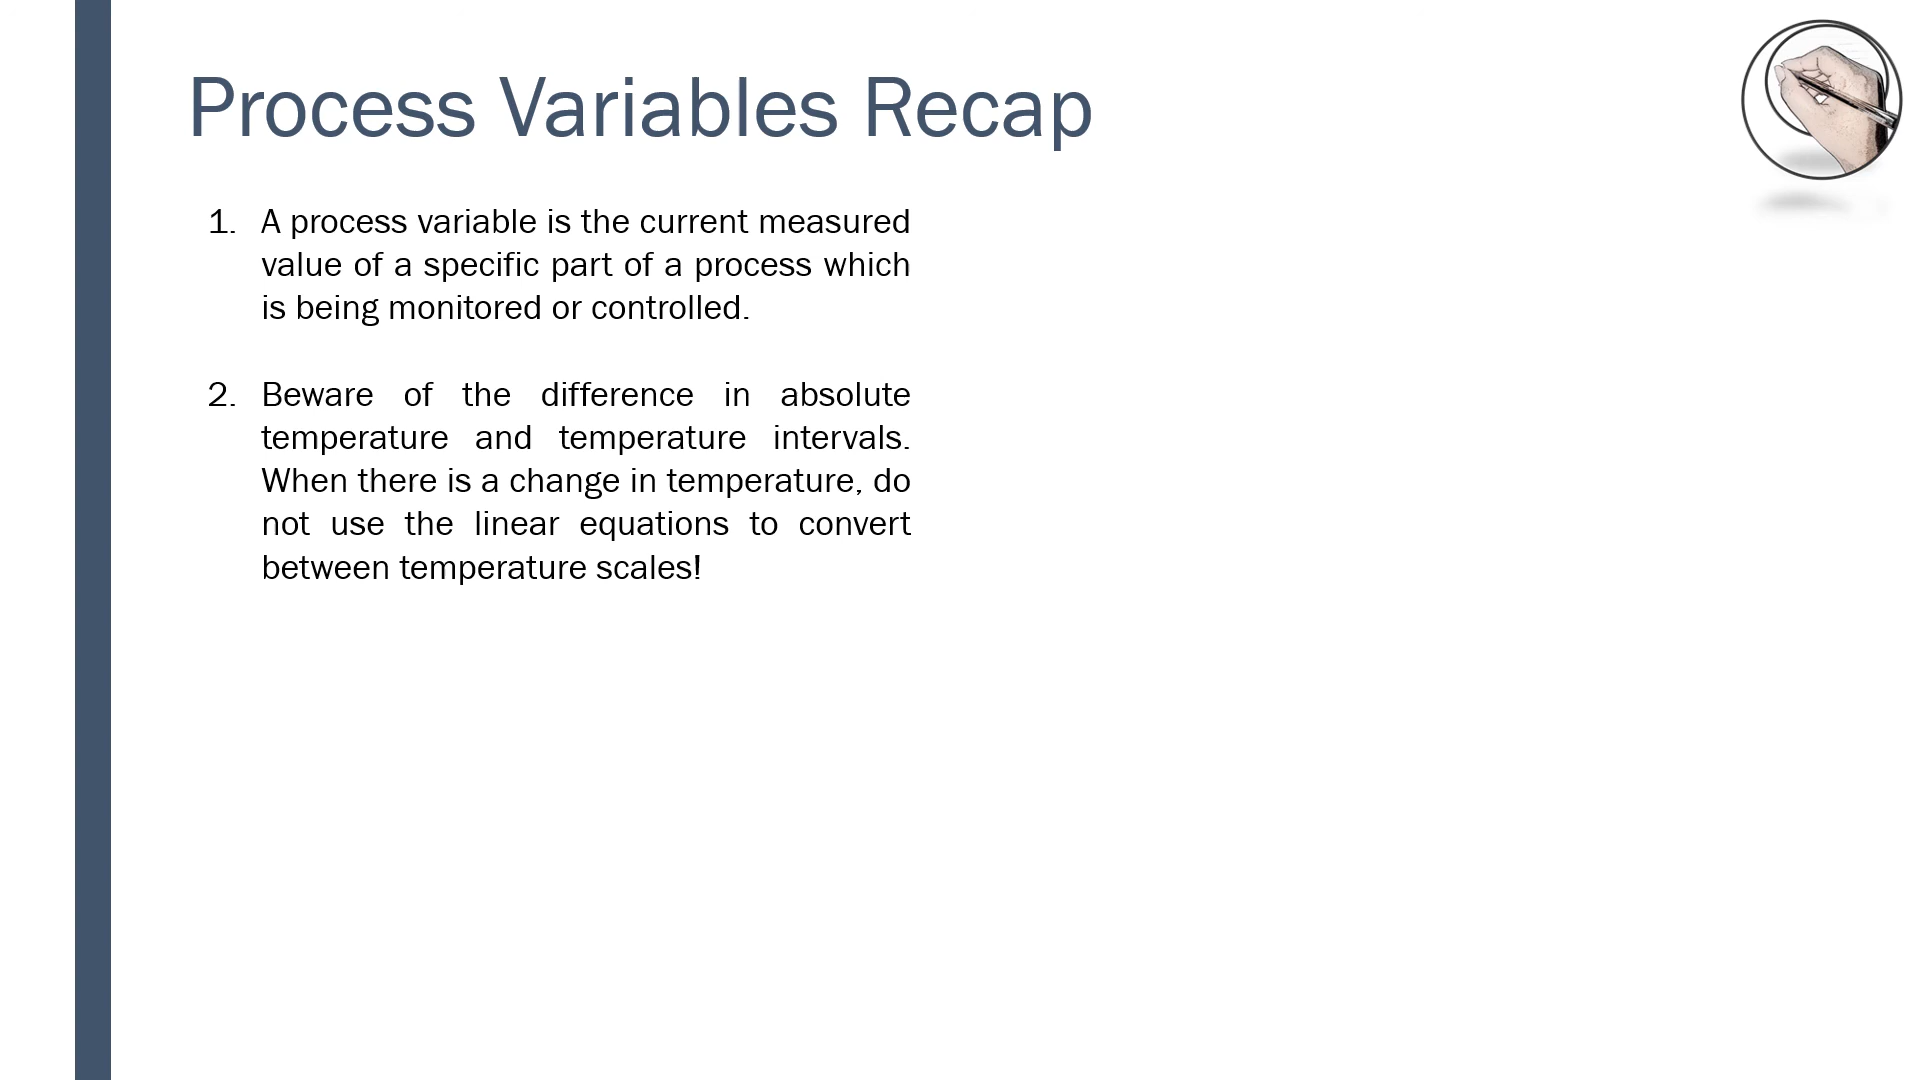 Process Variables Recap
1. A process variable is the current measured
value of a specific part of a process which
is being monitored or controlled.
2. Beware of the difference in absolute
temperature and temperature intervals.
When there is a change in temperature, do
not use the linear equations to convert
between temperature scales!